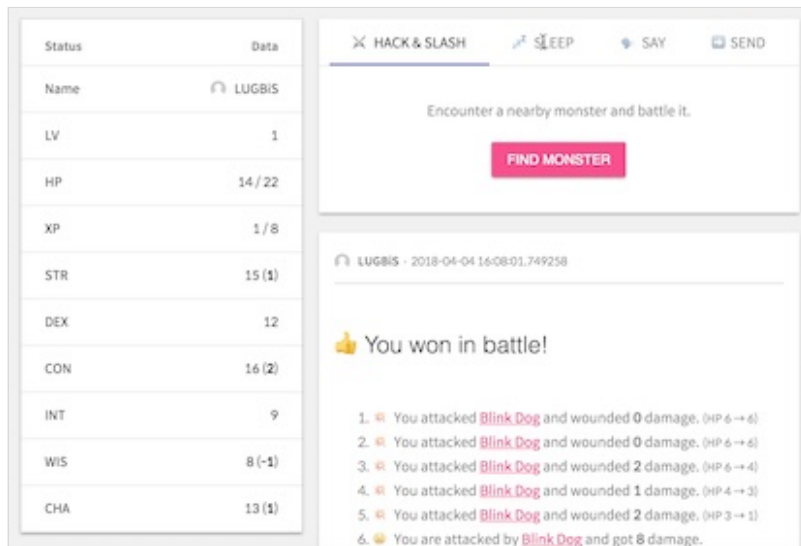 Status Data
Name LUGBiS
LV 1
HP 14 / 22
XP 1 / 8
STR 15 (1)
DEX 12
CON 16 (2)
INT 9
WIS 8 (-1)
CHA 13 (1)
HACK & SLASH SLEEP SAY SEND
Encounter a nearby monster and battle it.
FIND MONSTER
LUGBiS - 2018-04-04 16:08:01.749258
You won in battle!
1. You attacked Blink Dog and wounded 0 damage. (HP 6 → 6)
2. You attacked Blink Dog and wounded 0 damage. (HP 6 → 6)
3. You attacked Blink Dog and wounded 2 damage. (HP 6 → 4)
4. You attacked Blink Dog and wounded 1 damage. (HP 4 → 3)
5. You attacked Blink Dog and wounded 2 damage. (HP 3 → 1)
6. You are attacked by Blink Dog and got 8 damage.